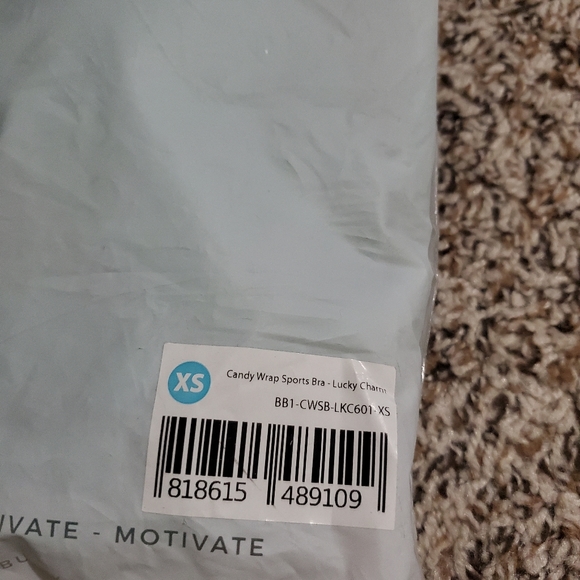 XS
Candy Wrap Sports Bra - Lucky Charm
BB1-CWSB-LKC601-XS
818615 489109
IVATE - MOTIVATE